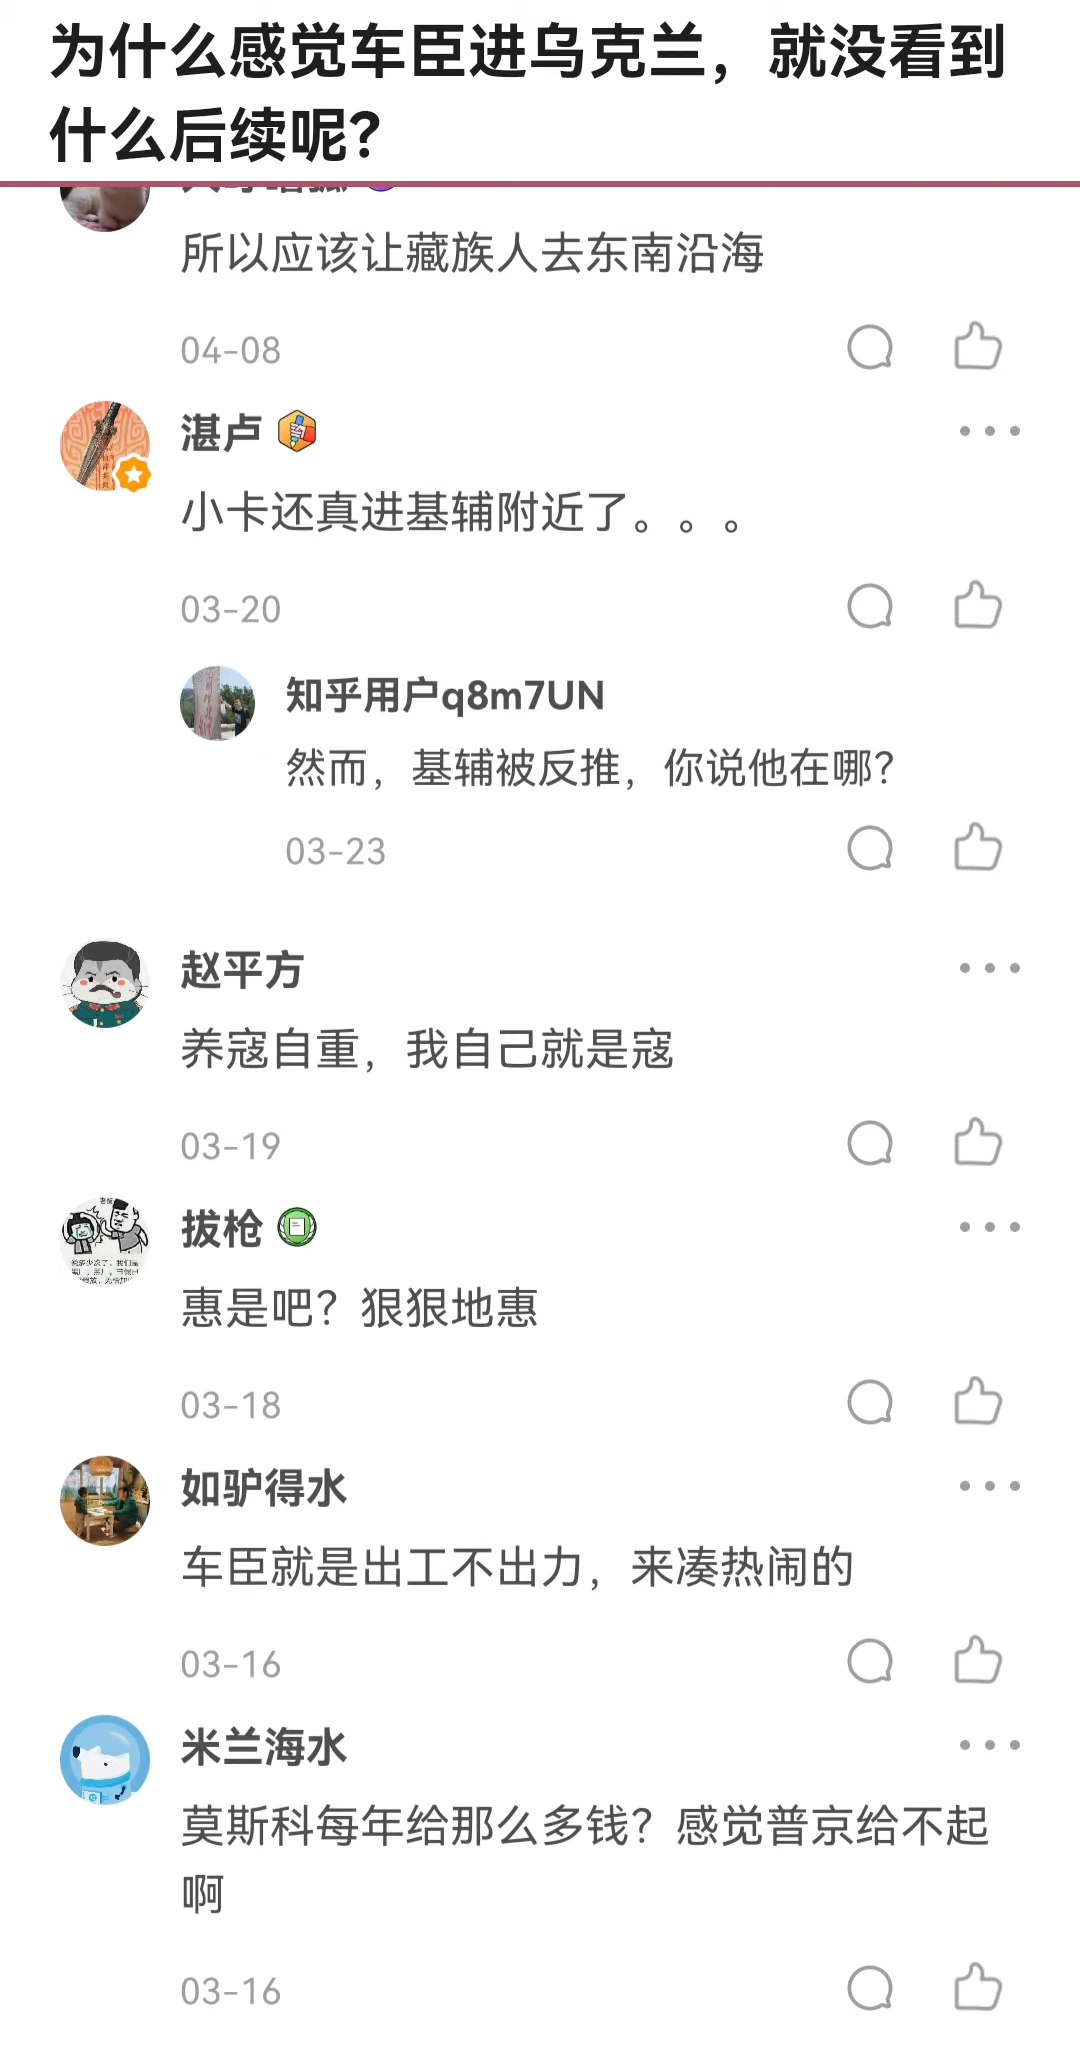 为什么感觉车臣进乌克兰，就没看到
什么后续呢？
所以应该让藏族人去东南沿海
04-08
湛卢
小卡还真进基辅附近了。。。
03-20
知乎用户q8m7UN
然而，基辅被反推，你说他在哪？
03-23
赵平方
养寇自重，我自己就是寇
03-19
拔枪
惠是吧？狠狠地惠
03-18
如驴得水
车臣就是出工不出力，来凑热闹的
03-16
米兰海水
莫斯科每年给那么多钱？感觉普京给不起
啊
03-16